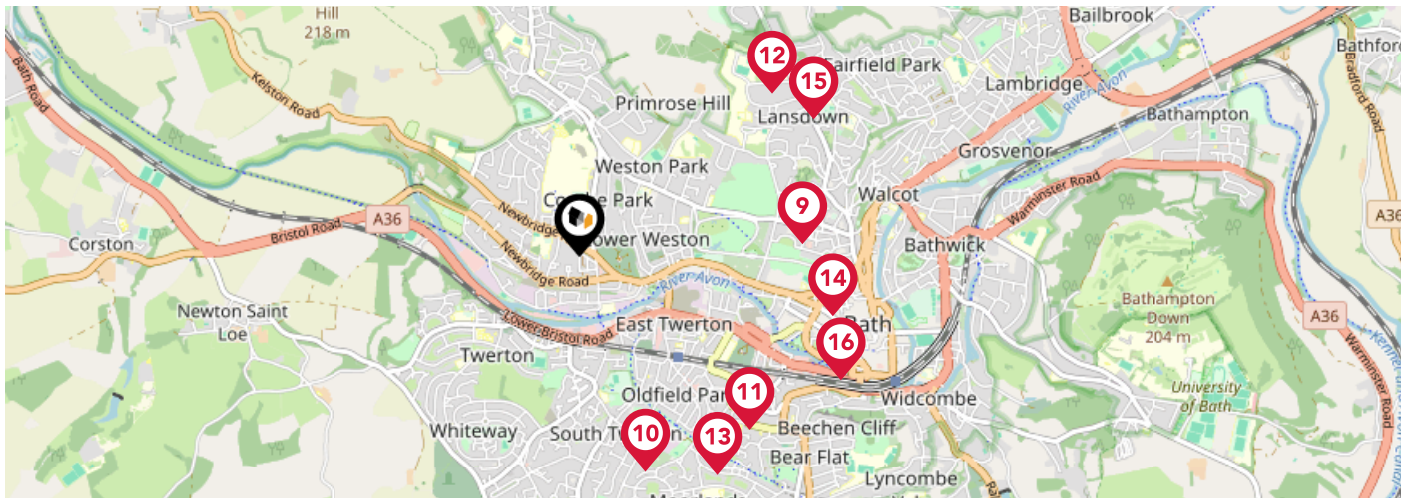 Hill
218 m
Bailbrook
Bathford
Bradford Road
Bath Road
Kelston Road
12
Fairfield Park
15
Lambridge
River Avon
Primrose Hill
Lansdown
Bathampton
Weston Park
Grosvenor
Walcot
Warminster Road
9
Newbridge
A36
A36
Bristol Road
Corston
Lower Weston
Bathwick
Newbridge Road
River Avon
14
Bathampton
Down
204 m
Newton Saint
Loe
Lower Bristol Road
East Twerton
Bath
A36
16
Twerton
Warminster Road
University
of Bath
Oldfield Park
11
Widcombe
Whiteway
10
South Tw
13
Beechen Cliff
Bear Flat
Lyncombe